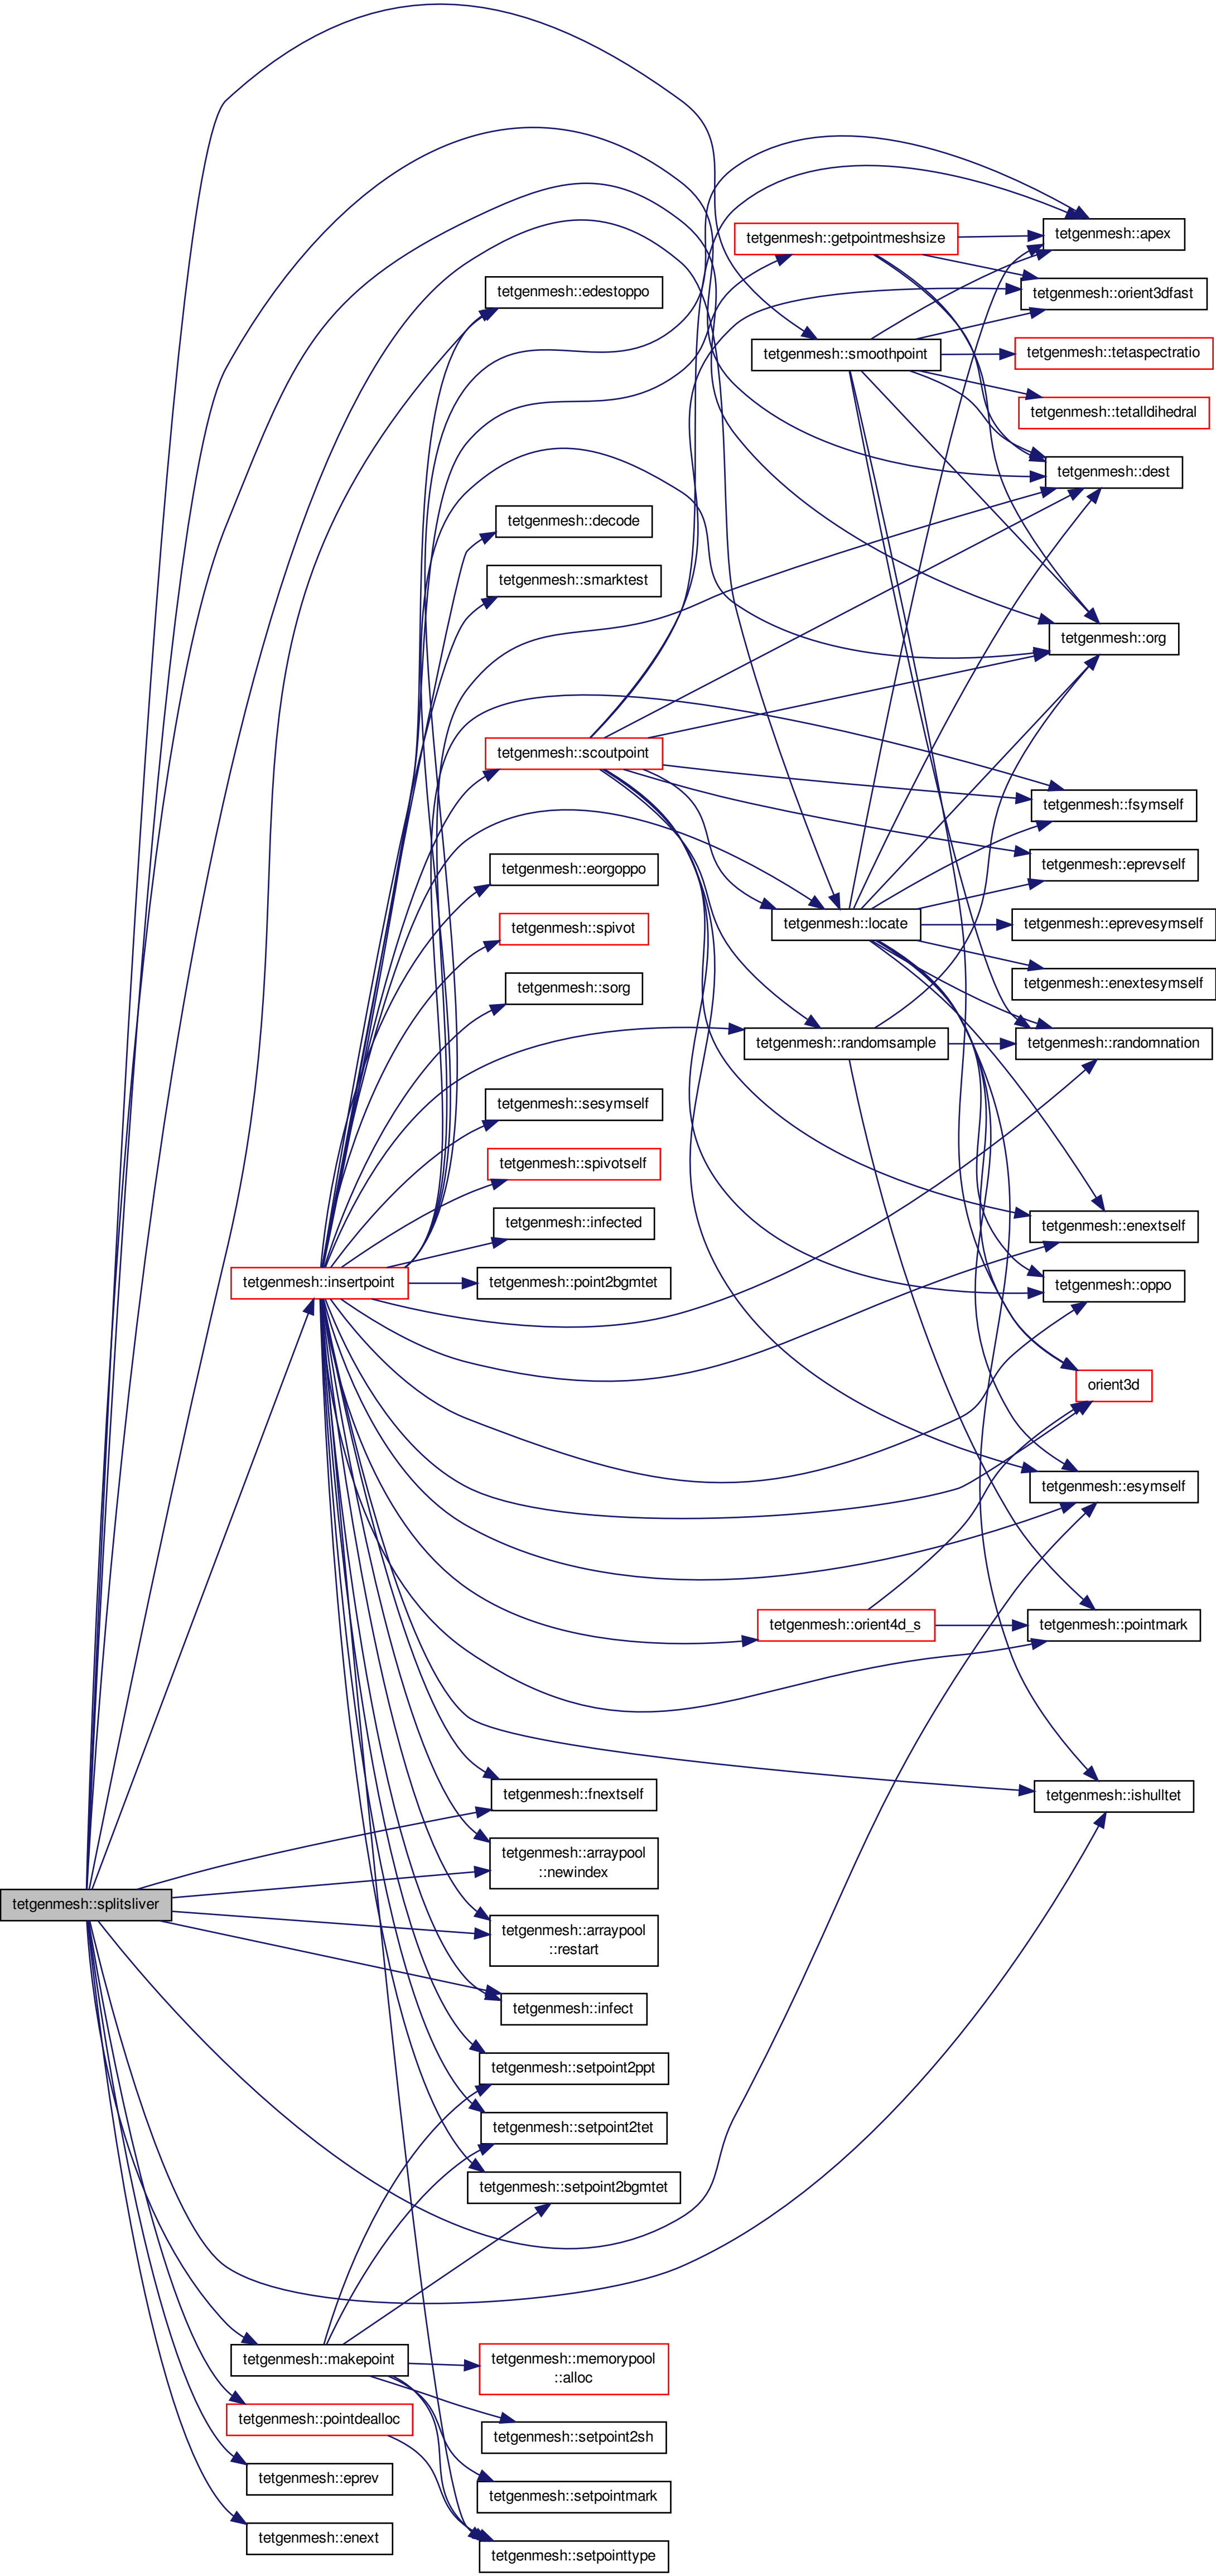 tetgenmesh::apex
tetgenmesh::getpointmeshsize
tetgenmesh::edestoppo
tetgenmesh::orient3dfast
tetgenmesh::smoothpoint
tetgenmesh::tetaspectratio
tetgenmesh::tetalldihedral
tetgenmesh::dest
tetgenmesh::decode
tetgenmesh::smarktest
tetgenmesh::org
tetgenmesh::scoutpoint
tetgenmesh::fsymself
tetgenmesh::eorgoppo
tetgenmesh::eprevself
tetgenmesh::spivot
tetgenmesh::locate
tetgenmesh::eprevesymself
tetgenmesh::sorg
tetgenmesh::enextesymself
tetgenmesh::randomsample
tetgenmesh::randomnation
tetgenmesh::sesymself
tetgenmesh::spivotself
tetgenmesh::infected
tetgenmesh::enextself
tetgenmesh::insertpoint
tetgenmesh::point2bgmtet
tetgenmesh::oppo
orient3d
tetgenmesh::esymself
tetgenmesh::orient4d_s
tetgenmesh::pointmark
tetgenmesh::fnextself
tetgenmesh::ishulltet
tetgenmesh::arraypool
::newindex
tetgenmesh::splitsliver
tetgenmesh::arraypool
::restart
tetgenmesh::infect
tetgenmesh::setpoint2ppt
tetgenmesh::setpoint2tet
tetgenmesh::setpoint2bgmtet
tetgenmesh::makepoint
tetgenmesh::memorypool
::alloc
tetgenmesh::pointdealloc
tetgenmesh::setpoint2sh
tetgenmesh::eprev
tetgenmesh::setpointmark
tetgenmesh::enext
tetgenmesh::setpointtype